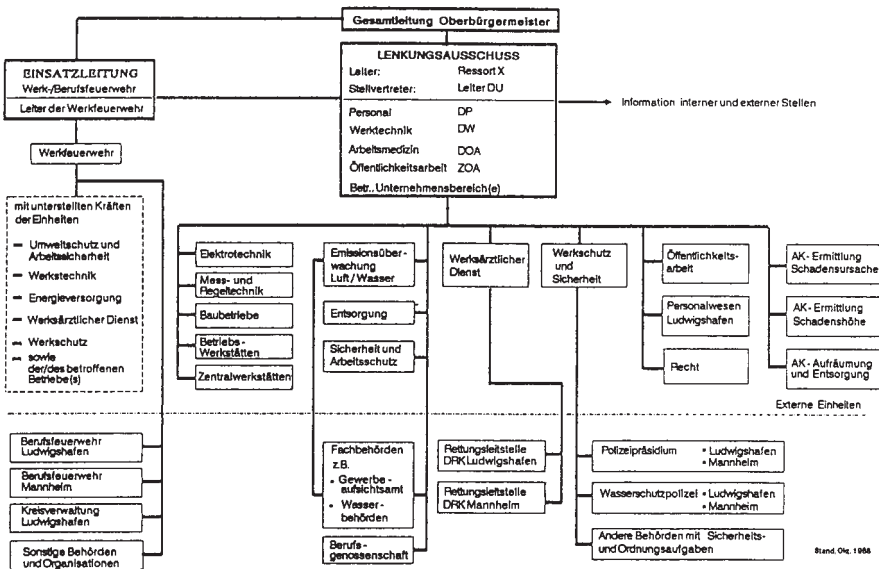 Gesamtleitung Oberbürgermeister
EINSATZLEITUNG
Werk-/Berufsfeuerwehr
Leiter der Werkfeuerwehr
LENKUNGSAUSSCHUSS
Leiter: Ressort X
Stellvertreter: Leiter DU
Personal DP
Werktechnik DW
Arbeitsmedizin DOA
Öffentlichkeitsarbeit ZOA
Betr.. Unternehmensbereich(e)
Information interner und externer Stellen
Werkfeuerwehr
mit unterstellten Kräften
der Einheiten
– Umweltschutz und
Arbeitssicherheit
– Werkstechnik
– Energieversorgung
– Werksärztlicher Dienst
– Werkschutz
– sowie
der/des betroffenen
Betriebe(s)
Elektrotechnik
Mess- und
Regeltechnik
Baubetriebe
Betriebs-
Werkstätten
Zentralwerkstätten
Emissionsüber-
wachung
Luft / Wasser
Entsorgung
Sicherheit und
Arbeitsschutz
Werksärztlicher
Dienst
Werkschutz
und
Sicherheit
Öffentlichkeits-
arbeit
Personalwesen
Ludwigshafen
Recht
AK- Ermittlung
Schadensursache
AK- Ermittlung
Schadenshöhe
AK- Aufräumung
und Entsorgung
Externe Einheiten
Berufsfeuerwehr
Ludwigshafen
Berufsfeuerwehr
Mannheim
Kreisverwaltung
Ludwigshafen
Sonstige Behörden
und Organisationen
Fachbehörden
z.B.
• Gewerbe-
aufsichtsamt
• Wasser-
behörden
Berufs-
genossenschaft
Rettungsleitstelle
DRK Ludwigshafen
Rettungsleitstelle
DRK Mannheim
Polizeipräsidium • Ludwigshafen
• Mannheim
Wasserschutzpolizei • Ludwigshafen
• Mannheim
Andere Behörden mit Sicherheits-
und Ordnungsaufgaben
Stand. Okt. 1988